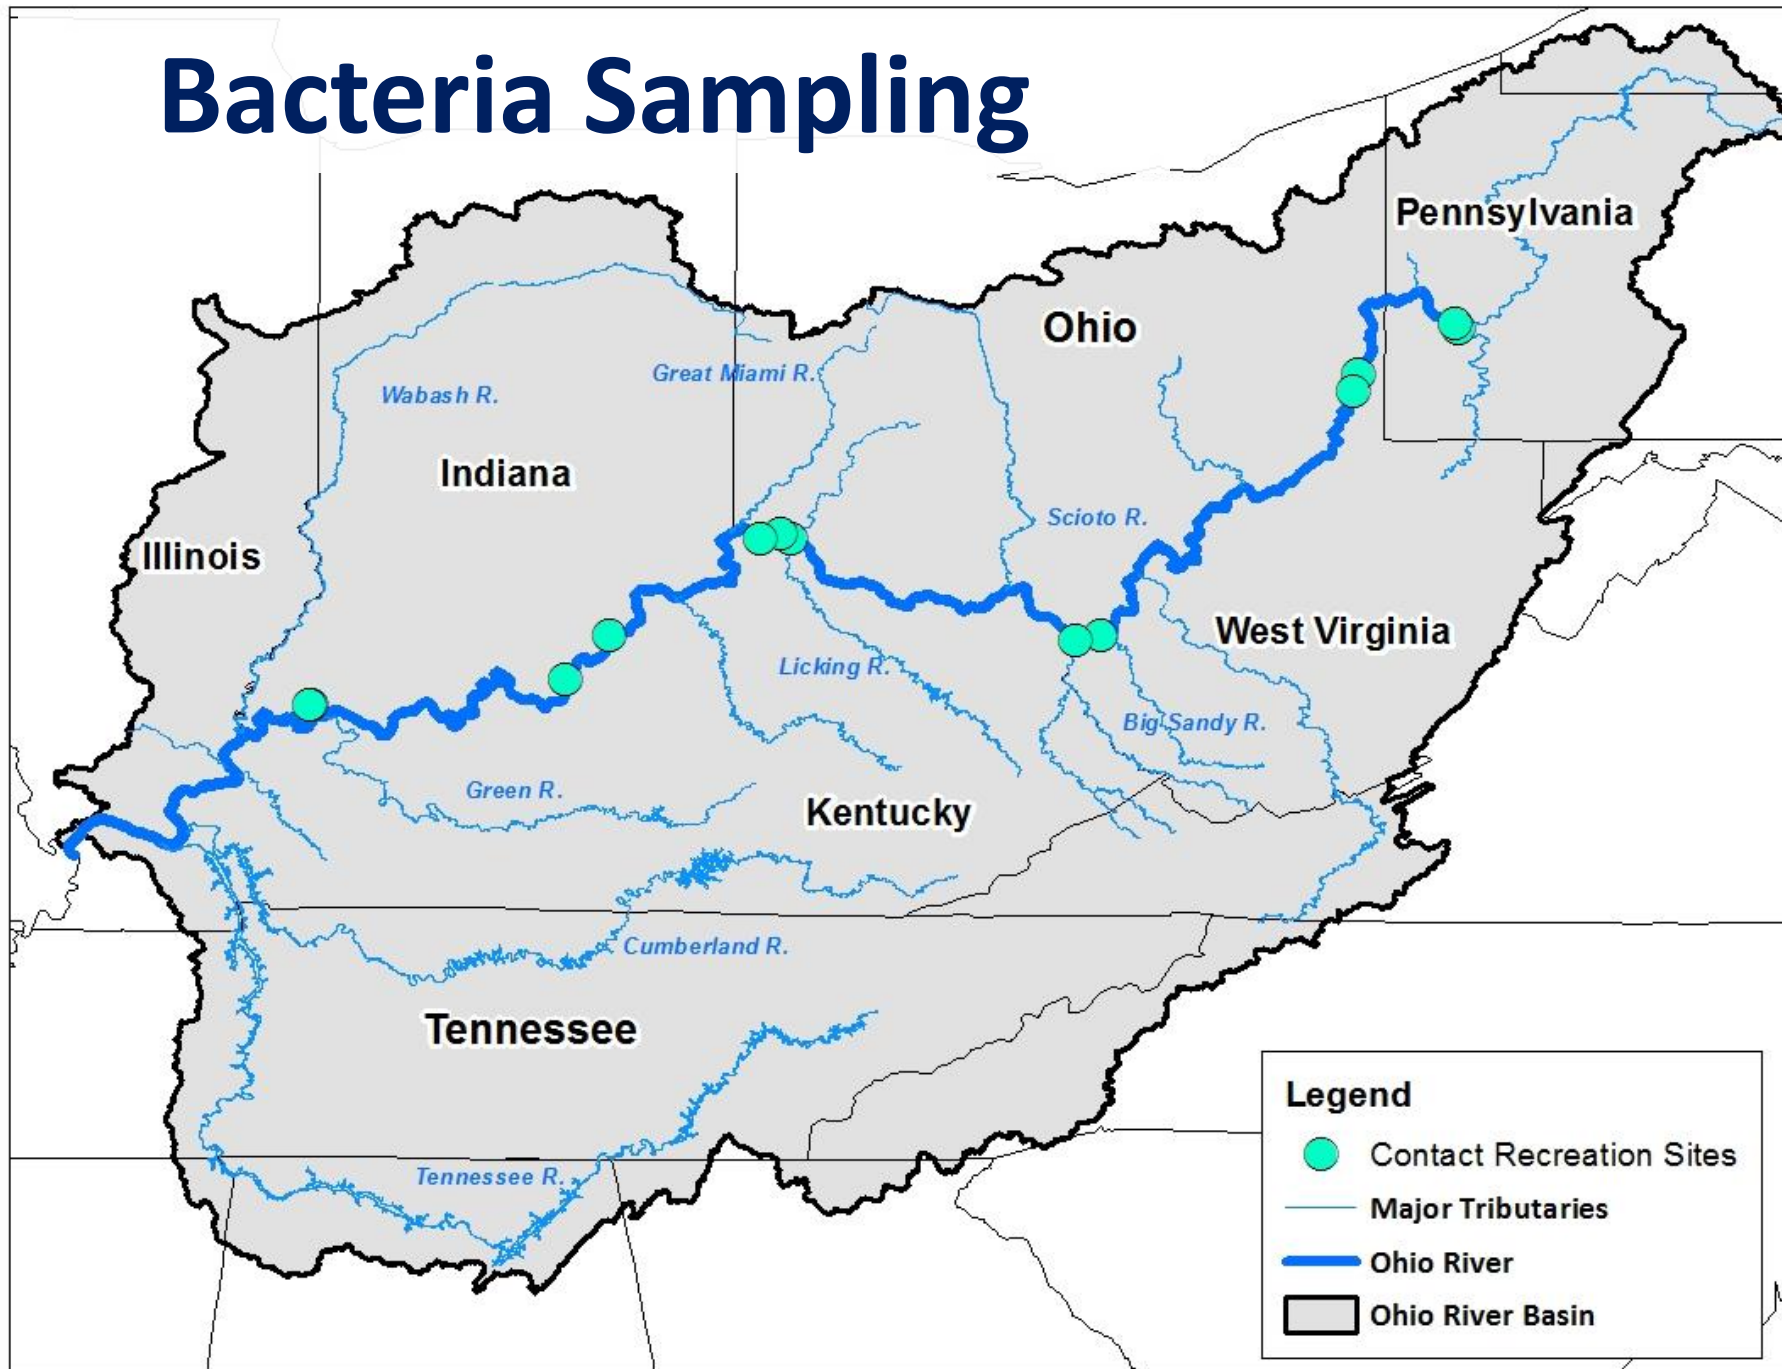 Bacteria Sampling
Pennsylvania
Ohio
Great Miami R.
Wabash R.
Indiana
Scioto R.
Illinois
West Virginia
Licking R.
Big Sandy R.
Green R.
Kentucky
Cumberland R.
Tennessee
Tennessee R.
Legend
Contact Recreation Sites
Major Tributaries
Ohio River
Ohio River Basin